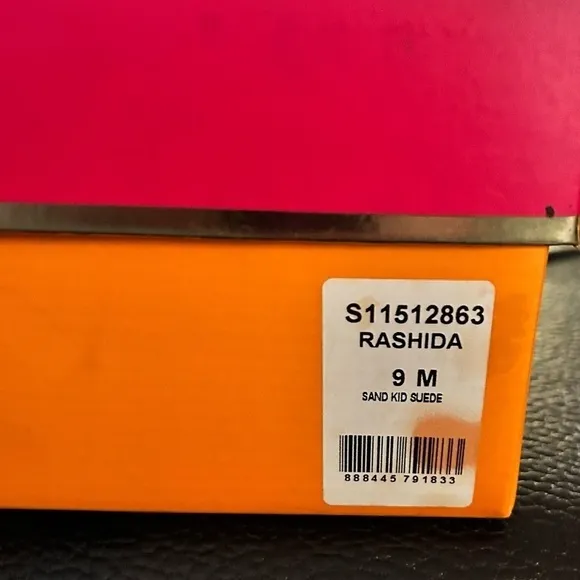 S11512863
RASHIDA
9 M
SAND KID SUEDE
888445 791833